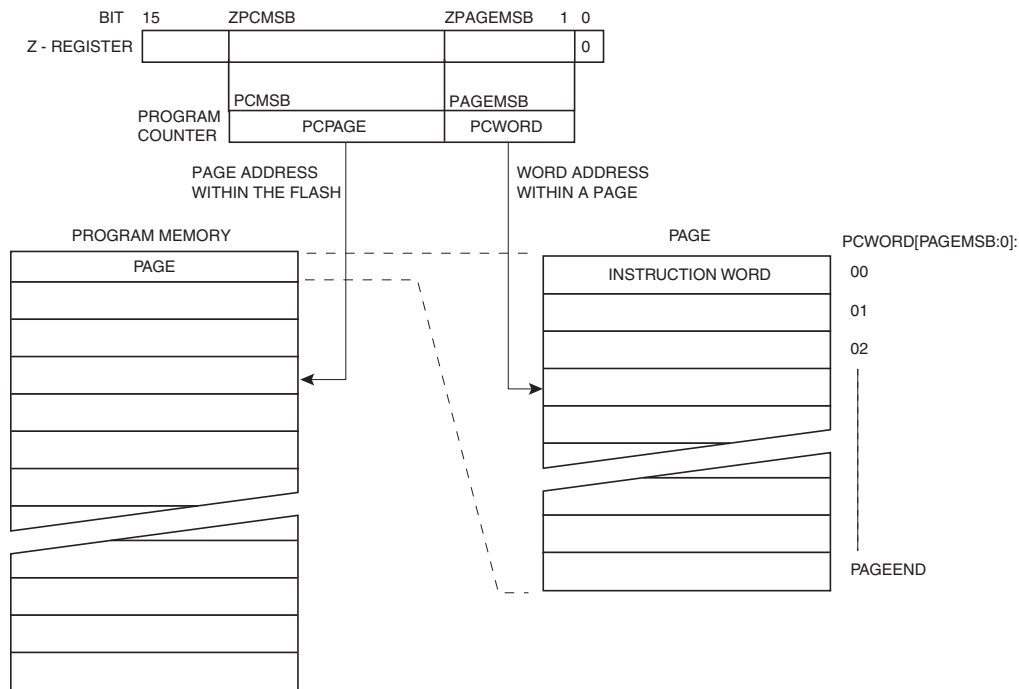 BIT 15 ZPCMSB ZPAGEMSB 1 0
Z - REGISTER 0
PCMSB PAGEMSB
PROGRAM
COUNTER
PCPAGE PCWORD
PAGE ADDRESS
WITHIN THE FLASH
WORD ADDRESS
WITHIN A PAGE
PROGRAM MEMORY
PAGE
PAGE
PCWORD[PAGEMSB:0]:
INSTRUCTION WORD
00
01
02
PAGEEND